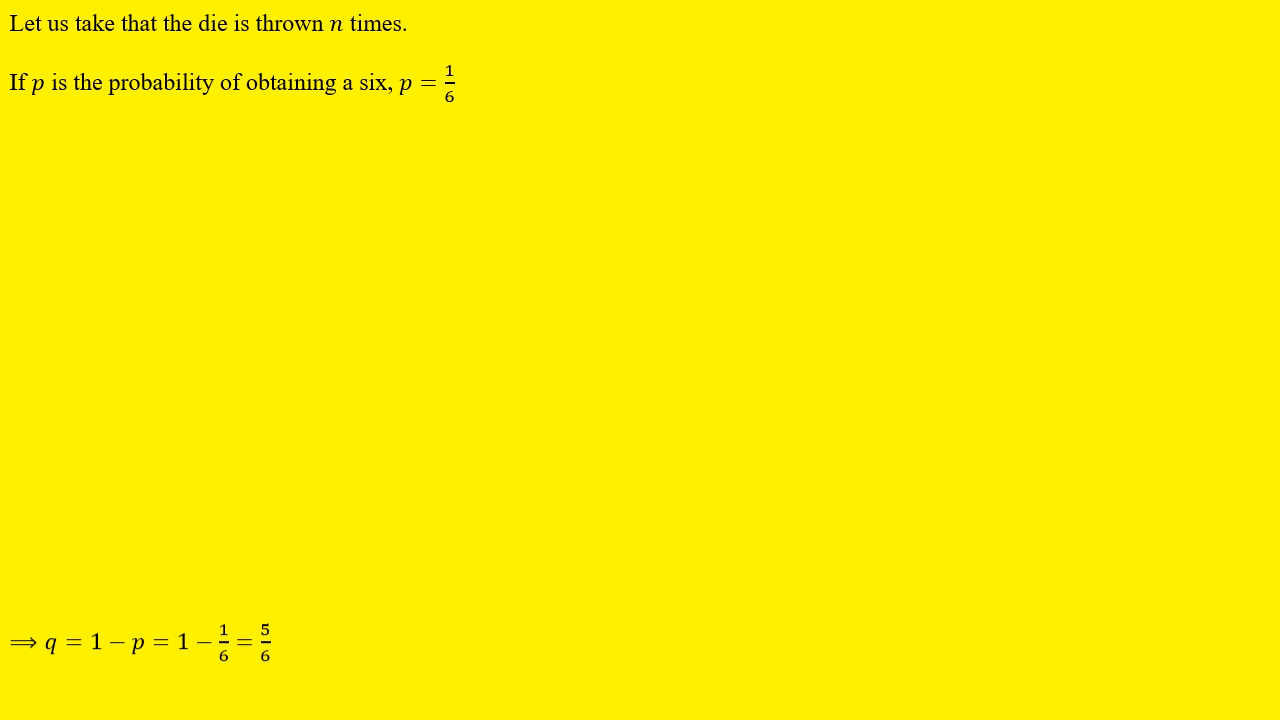 Let us take that the die is thrown n times.
If p is the probability of obtaining a six, p = 1/6
⟹ q = 1 − p = 1 − 1/6 = 5/6